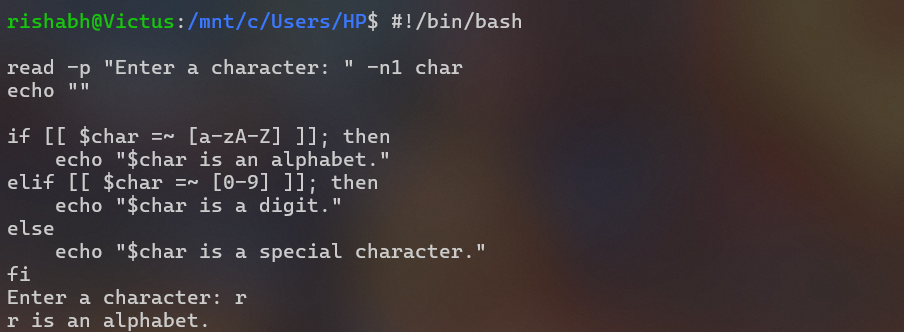 rishabh@Victus:/mnt/c/Users/HP$ #!/bin/bash
read -p "Enter a character: " -n1 char
echo ""
if [[ $char =~ [a-zA-Z] ]]; then
    echo "$char is an alphabet."
elif [[ $char =~ [0-9] ]]; then
    echo "$char is a digit."
else
    echo "$char is a special character."
fi
Enter a character: r
r is an alphabet.